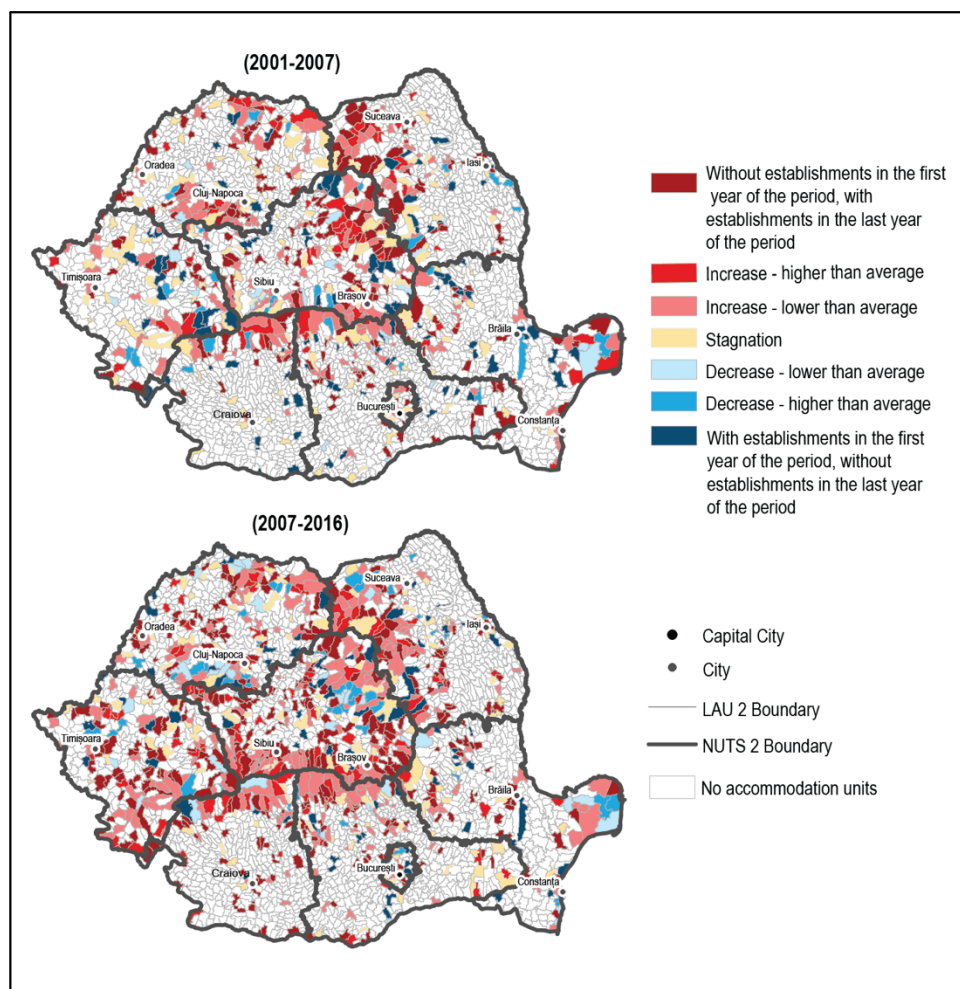 (2001-2007)
Suceava
Iași
Oradea
Cluj-Napoca
Timișoara
Sibiu
Brașov
Brăila
București
Craiova
Constanța
Without establishments in the first
year of the period, with
establishments in the last year
of the period
Increase - higher than average
Increase - lower than average
Stagnation
Decrease - lower than average
Decrease - higher than average
With establishments in the first
year of the period, without
establishments in the last year
of the period
(2007-2016)
Suceava
Iași
Oradea
Cluj-Napoca
Timișoara
Sibiu
Brașov
Brăila
București
Craiova
Constanța
Capital City
City
LAU 2 Boundary
NUTS 2 Boundary
No accommodation units